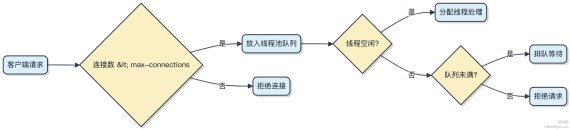 客户端请求
连接数 &lt; max-connections
是
否
放入线程池队列
拒绝连接
线程空闲?
是
否
分配线程处理
队列未满?
是
否
排队等待
拒绝请求